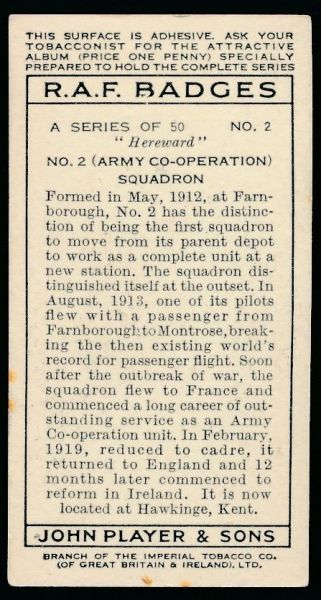 THIS SURFACE IS ADHESIVE. ASK YOUR
TOBACCONIST FOR THE ATTRACTIVE
ALBUM (PRICE ONE PENNY) SPECIALLY
PREPARED TO HOLD THE COMPLETE SERIES
R.A.F. BADGES
A SERIES OF 50 NO. 2
"Hereward"
NO. 2 (ARMY CO-OPERATION)
SQUADRON
Formed in May, 1912, at Farn-
borough, No. 2 has the distinc-
tion of being the first squadron
to move from its parent depot
to work as a complete unit at a
new station. The squadron dis-
tinguished itself at the outset. In
August, 1913, one of its pilots
flew with a passenger from
Farnborough to Montrose, break-
ing the then existing world's
record for passenger flight. Soon
after the outbreak of war, the
squadron flew to France and
commenced a long career of out-
standing service as an Army
Co-operation unit. In February,
1919, reduced to cadre, it
returned to England and 12
months later commenced to
reform in Ireland. It is now
located at Hawkinge, Kent.
JOHN PLAYER & SONS
BRANCH OF THE IMPERIAL TOBACCO CO.
(OF GREAT BRITAIN & IRELAND), LTD.